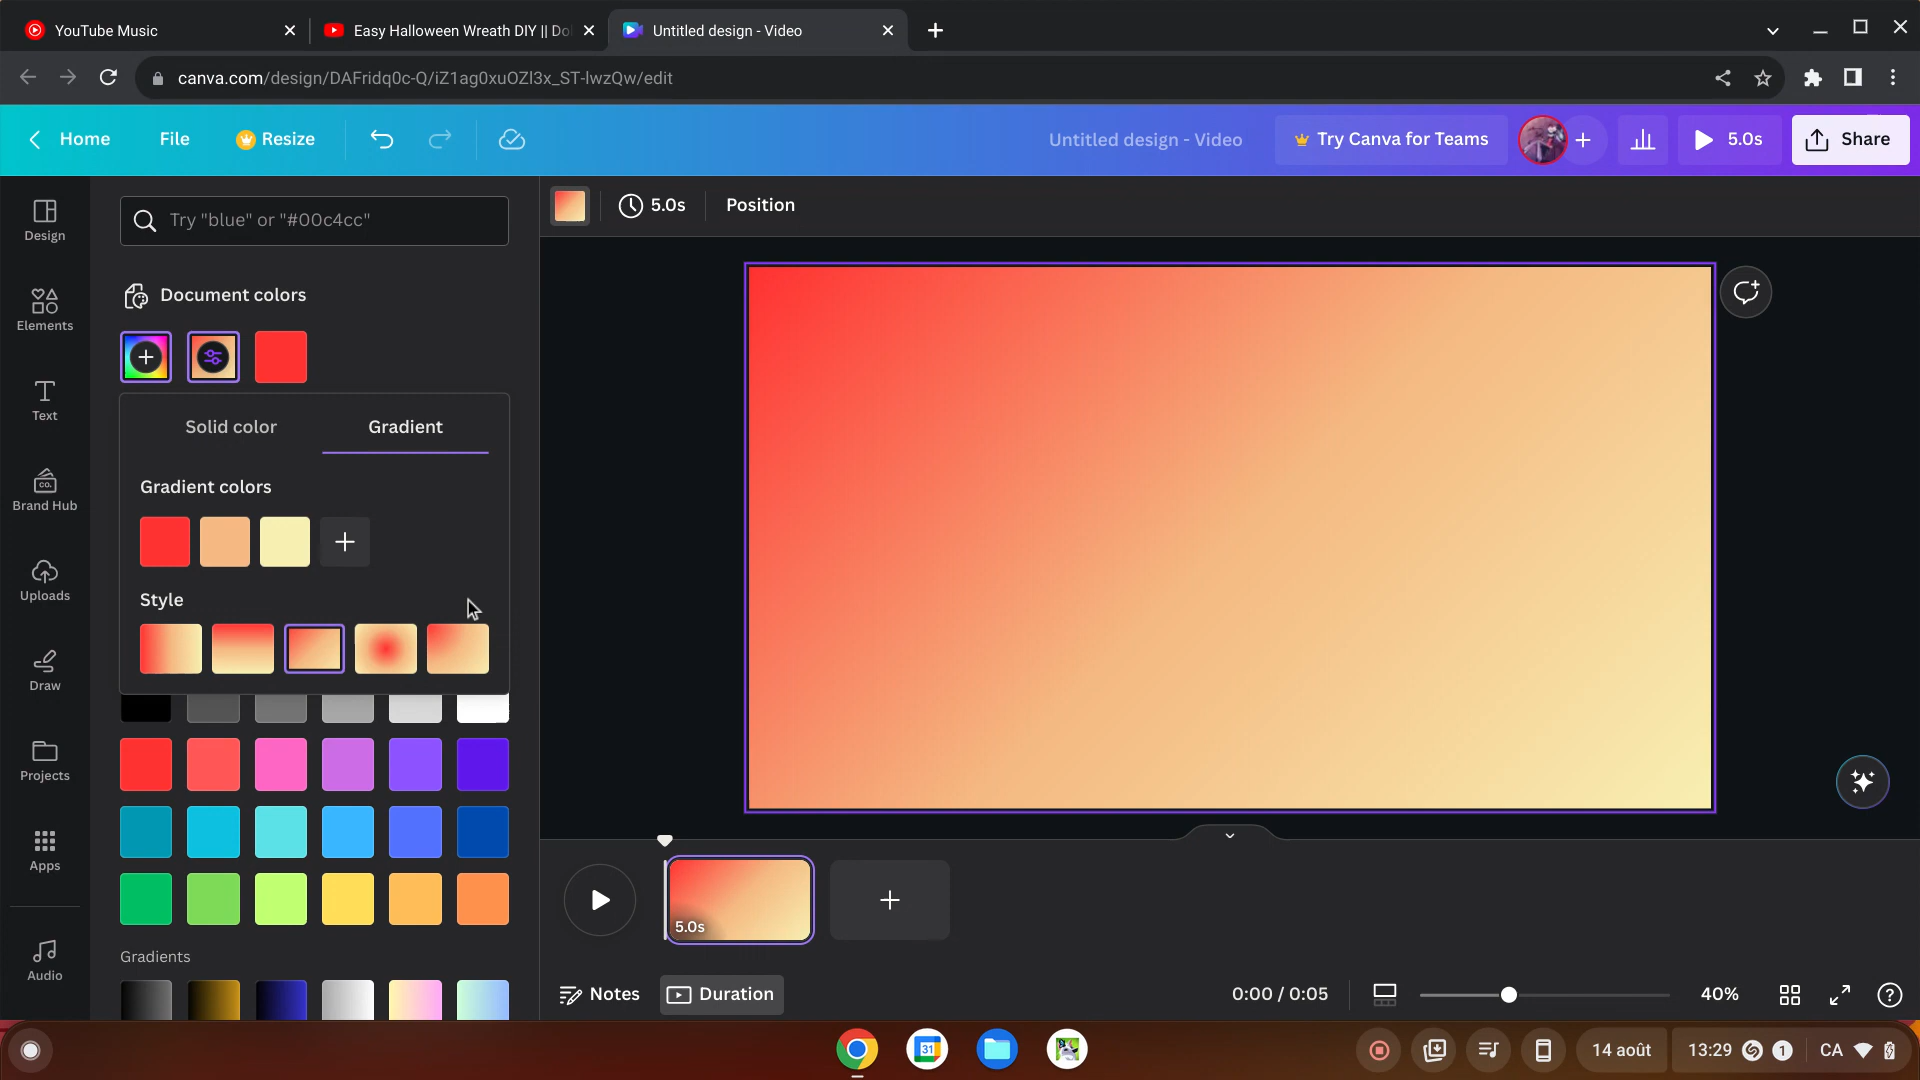 YouTube Music
Easy Halloween Wreath DIY || Do
Untitled design - Video
canva.com/design/DAFridq0c-Q/iZ1ag0xuOZl3x_ST-lwzQw/edit
Home
File
Resize
Untitled design - Video
Try Canva for Teams
5.0s
Share
Design
Elements
Text
CO.
Brand Hub
Uploads
Draw
Projects
Apps
Audio
Try "blue" or "#00c4cc"
Document colors
Solid color
Gradient
Gradient colors
Style
Gradients
5.0s
Position
5.0s
Notes
Duration
0:00 / 0:05
40%
31
14 août
13:29
1
CA